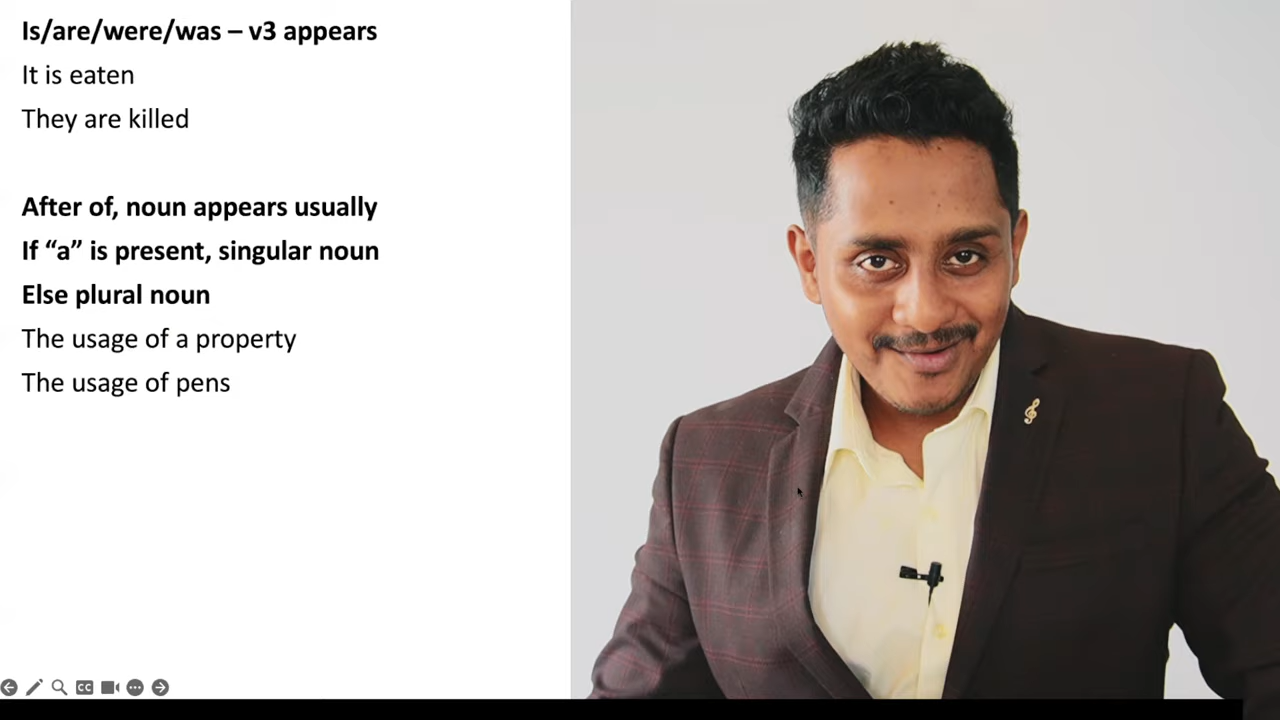 Is/are/were/was – v3 appears
It is eaten
They are killed
After of, noun appears usually
If “a” is present, singular noun
Else plural noun
The usage of a property
The usage of pens
CC